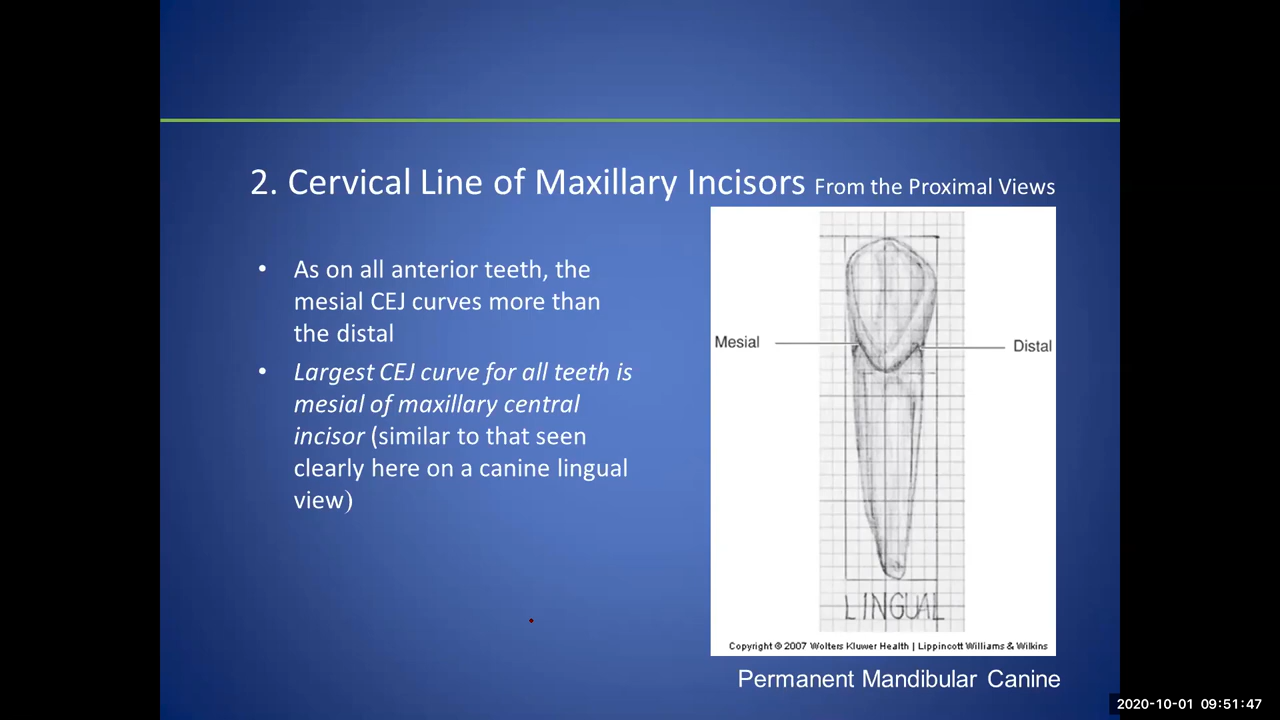 2. Cervical Line of Maxillary Incisors From the Proximal Views
• As on all anterior teeth, the
mesial CEJ curves more than
the distal
• Largest CEJ curve for all teeth is
mesial of maxillary central
incisor (similar to that seen
clearly here on a canine lingual
view)
Mesial
Distal
LINGUAL
Copyright © 2007 Wolters Kluwer Health | Lippincott Williams & Wilkins
Permanent Mandibular Canine
2020-10-01 09:51:47